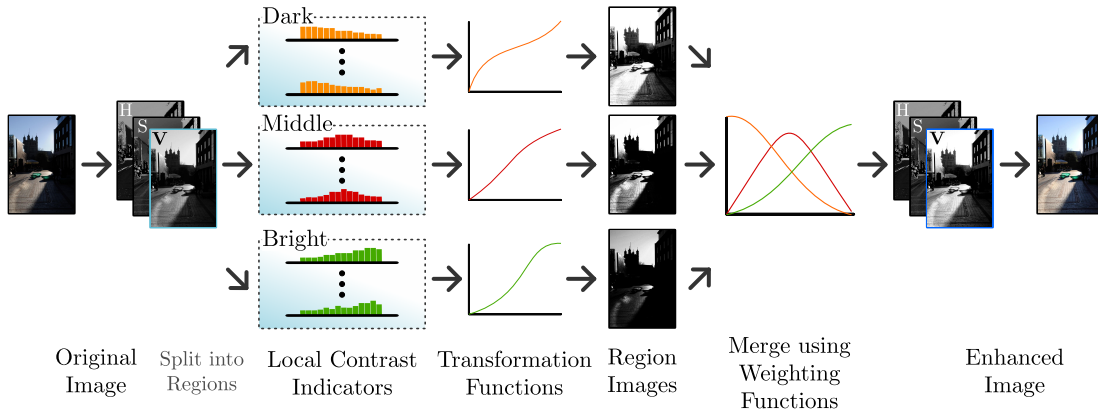 Dark
H
S
V
Middle
Bright
H
S
V
Original
Image
Split into
Regions
Local Contrast
Indicators
Transformation
Functions
Region
Images
Merge using
Weighting
Functions
Enhanced
Image